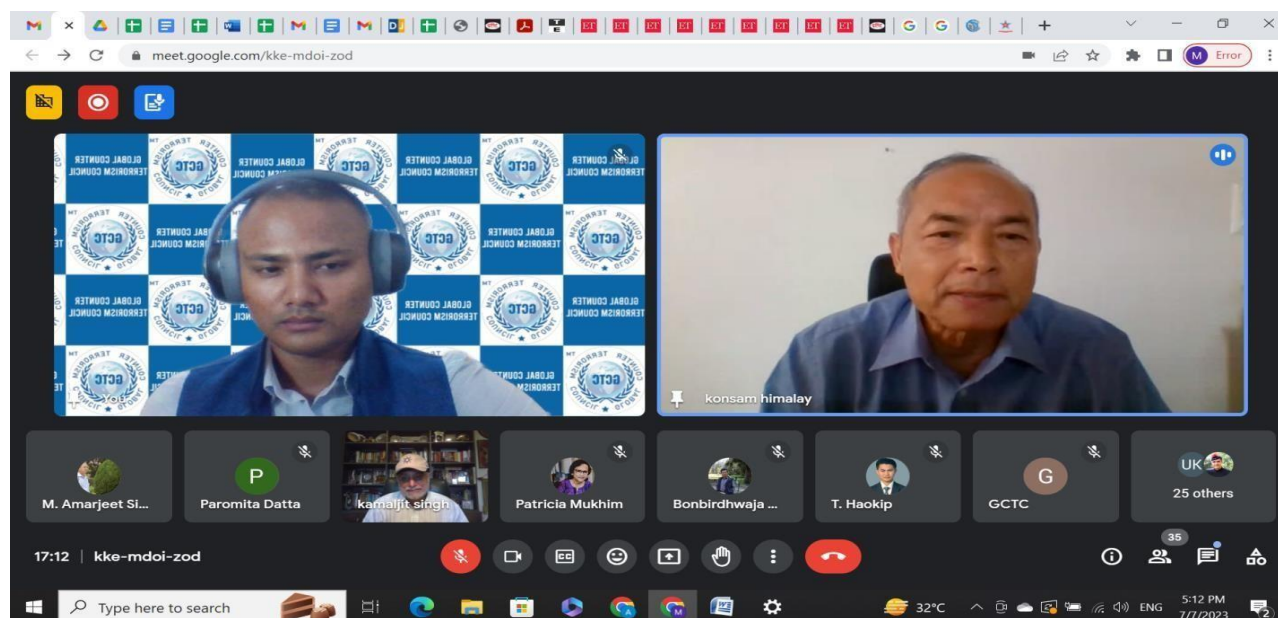 meet.google.com/kke-mdoi-zod
M Error
GLOBAL COUNTER
TERRORISM COUNCIL
GCTC
You
konsam himalay
M. Amarjeet Si...
P
Paromita Datta
kamaljit singh
Patricia Mukhim
Bonbirdhwaja ...
T. Haokip
G
GCTC
UK
25 others
17:12 | kke-mdoi-zod
35
Type here to search
32°C
ENG
5:12 PM
7/7/2023
2